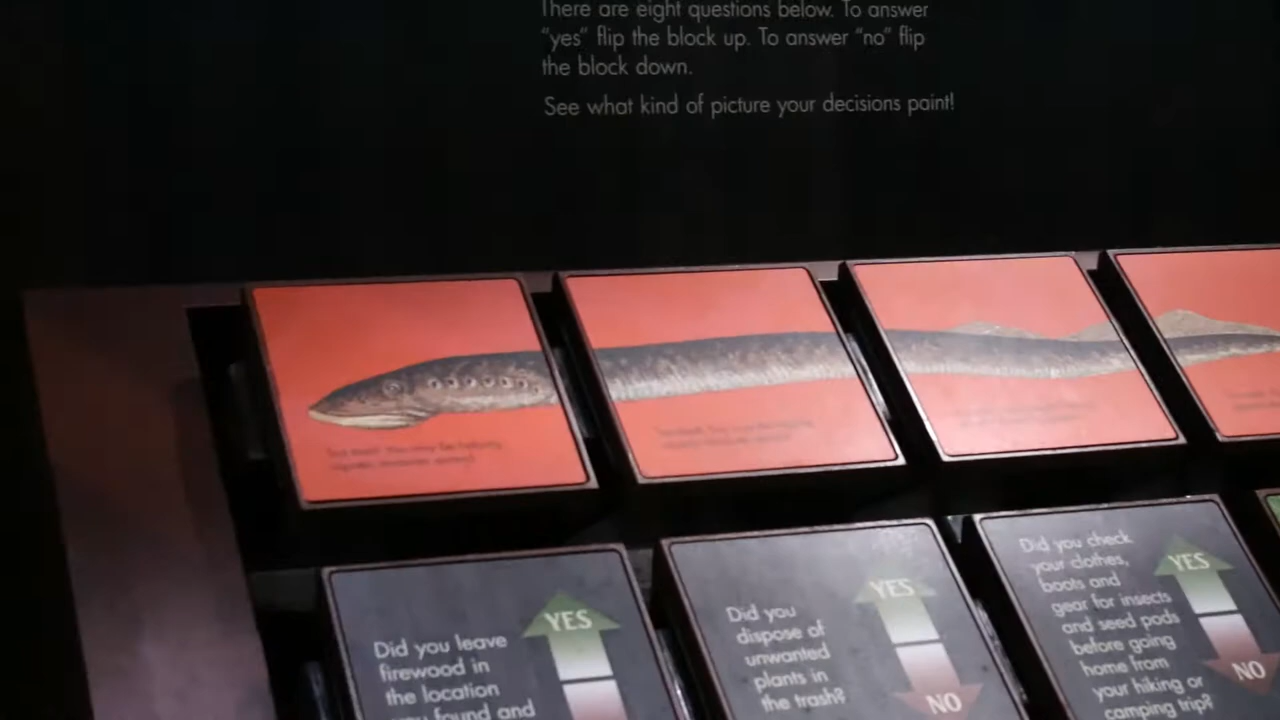 There are eight questions below. To answer
"yes" flip the block up. To answer "no" flip
the block down.
See what kind of picture your decisions paint!
Did you leave
firewood in
the location
you found and
YES
Did you
dispose of
unwanted
plants in
the trash?
YES
NO
Did you check
your clothes,
boots and
gear for insects
and seed pods
before going
home from
your hiking or
camping trip?
YES
NO